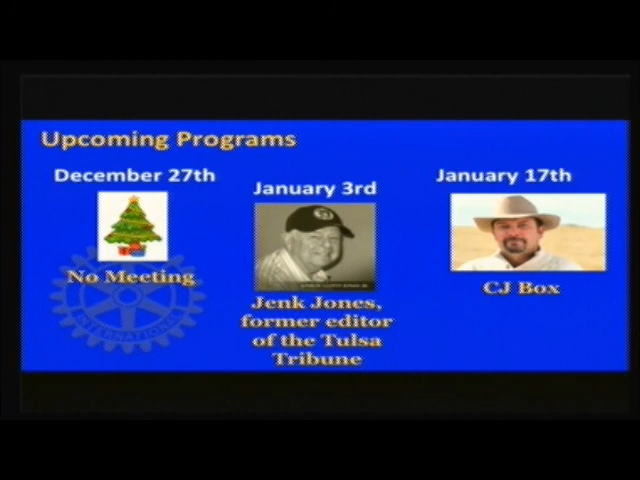 Upcoming Programs
December 27th
January 3rd
January 17th
No Meeting
Jenk Jones,
former editor
of the Tulsa
Tribune
CJ Box
INTERNATIONAL